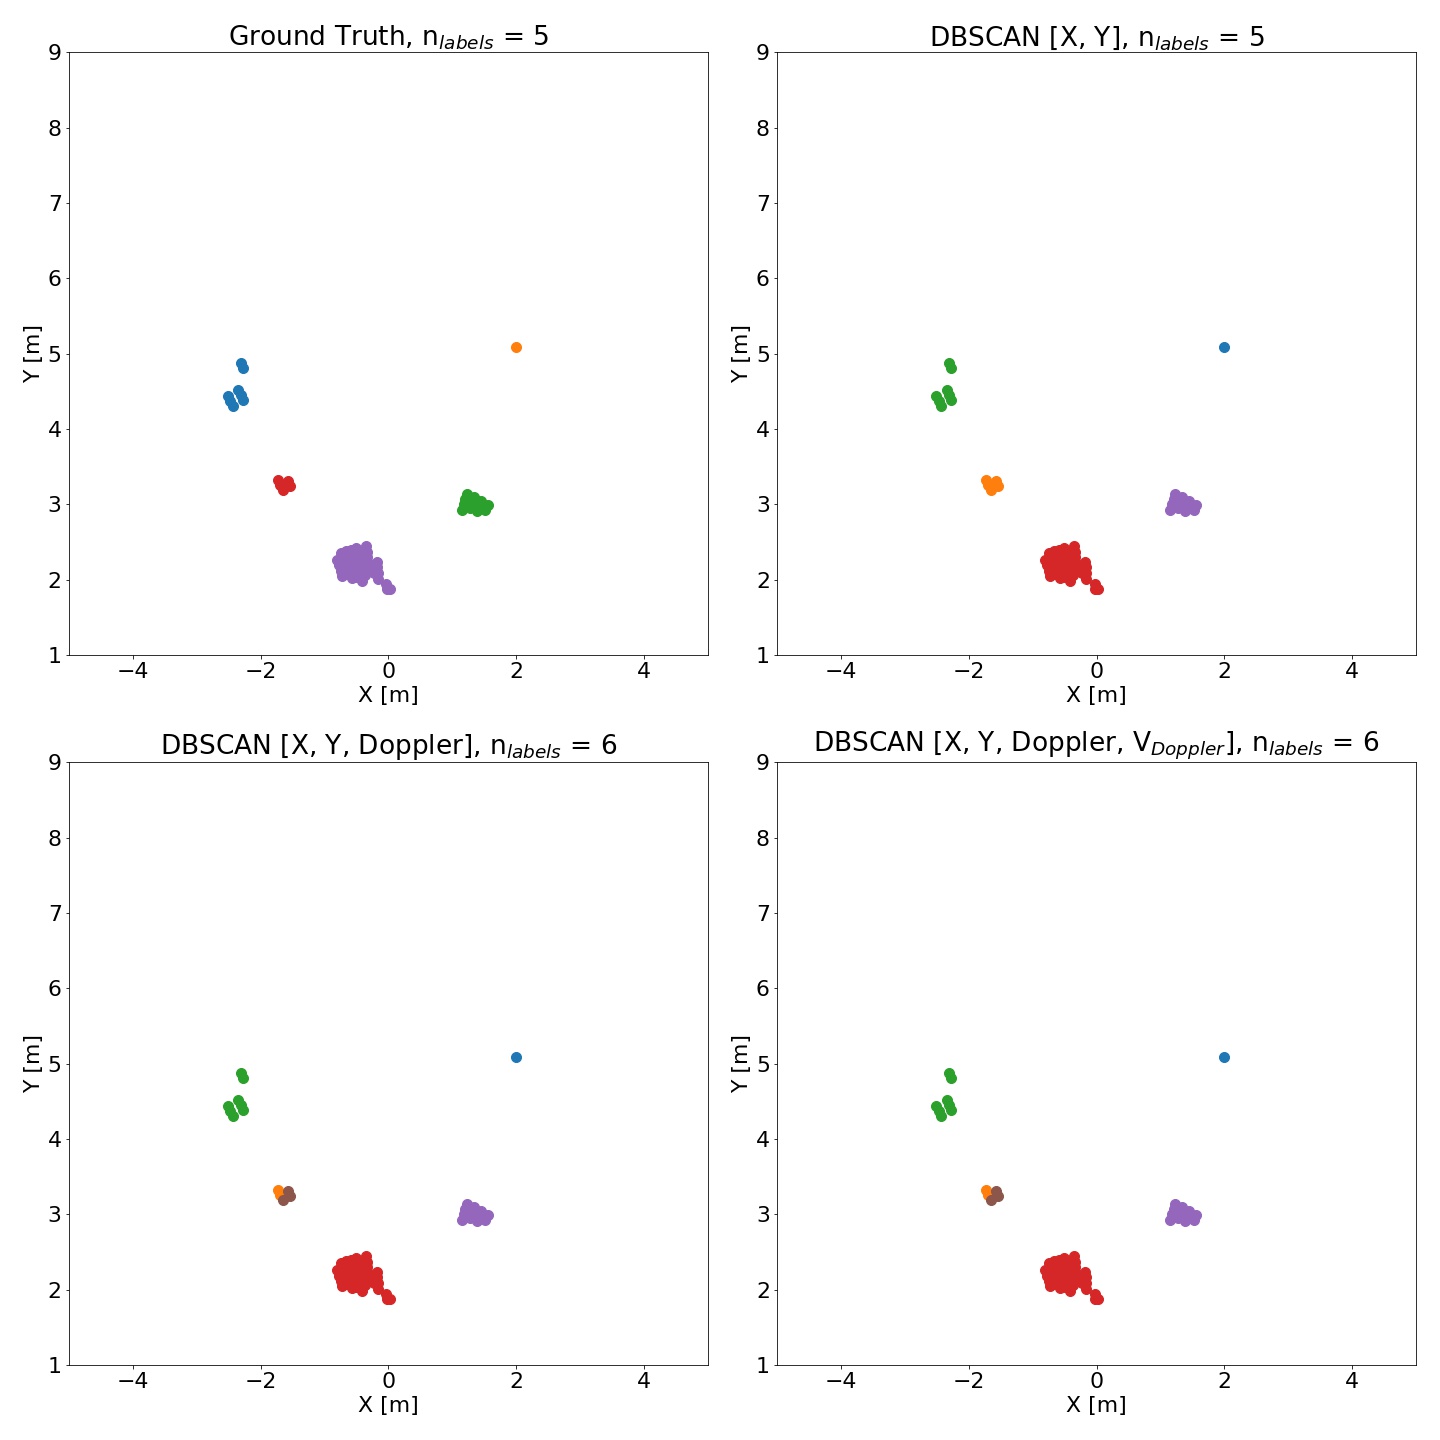 Ground Truth, n_labels = 5
9
8
7
6
5
4
3
2
1
Y [m]
−4 −2 0 2 4
X [m]
DBSCAN [X, Y], n_labels = 5
9
8
7
6
5
4
3
2
1
Y [m]
−4 −2 0 2 4
X [m]
DBSCAN [X, Y, Doppler], n_labels = 6
9
8
7
6
5
4
3
2
1
Y [m]
−4 −2 0 2 4
X [m]
DBSCAN [X, Y, Doppler, V_Doppler], n_labels = 6
9
8
7
6
5
4
3
2
1
Y [m]
−4 −2 0 2 4
X [m]